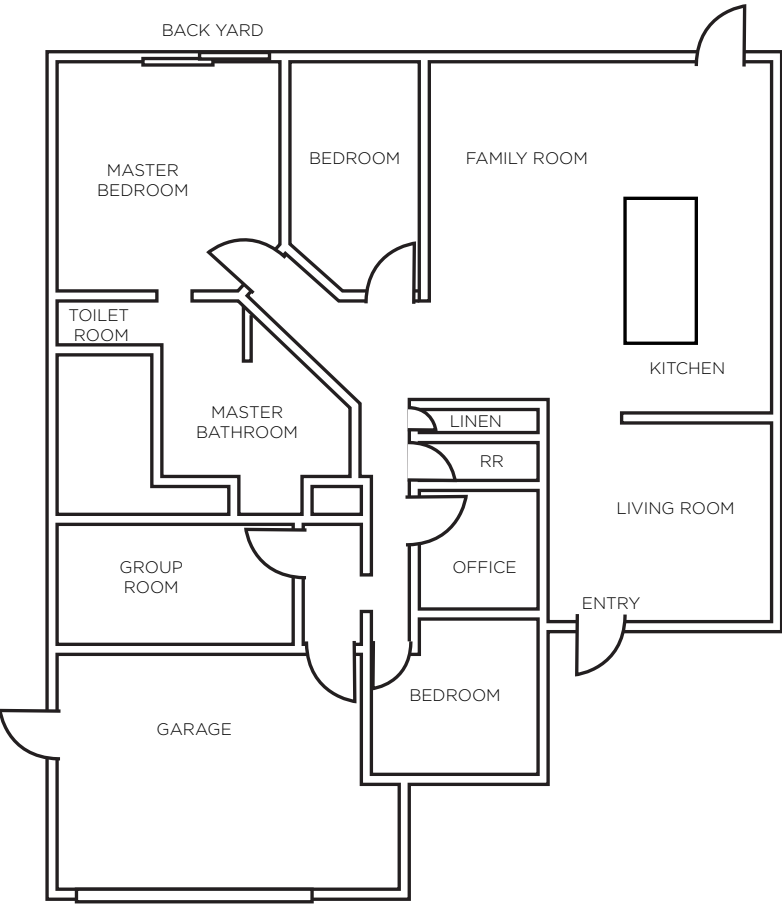 BACK YARD
MASTER
BEDROOM
BEDROOM
FAMILY ROOM
TOILET
ROOM
KITCHEN
MASTER
BATHROOM
LINEN
RR
LIVING ROOM
GROUP
ROOM
OFFICE
ENTRY
BEDROOM
GARAGE